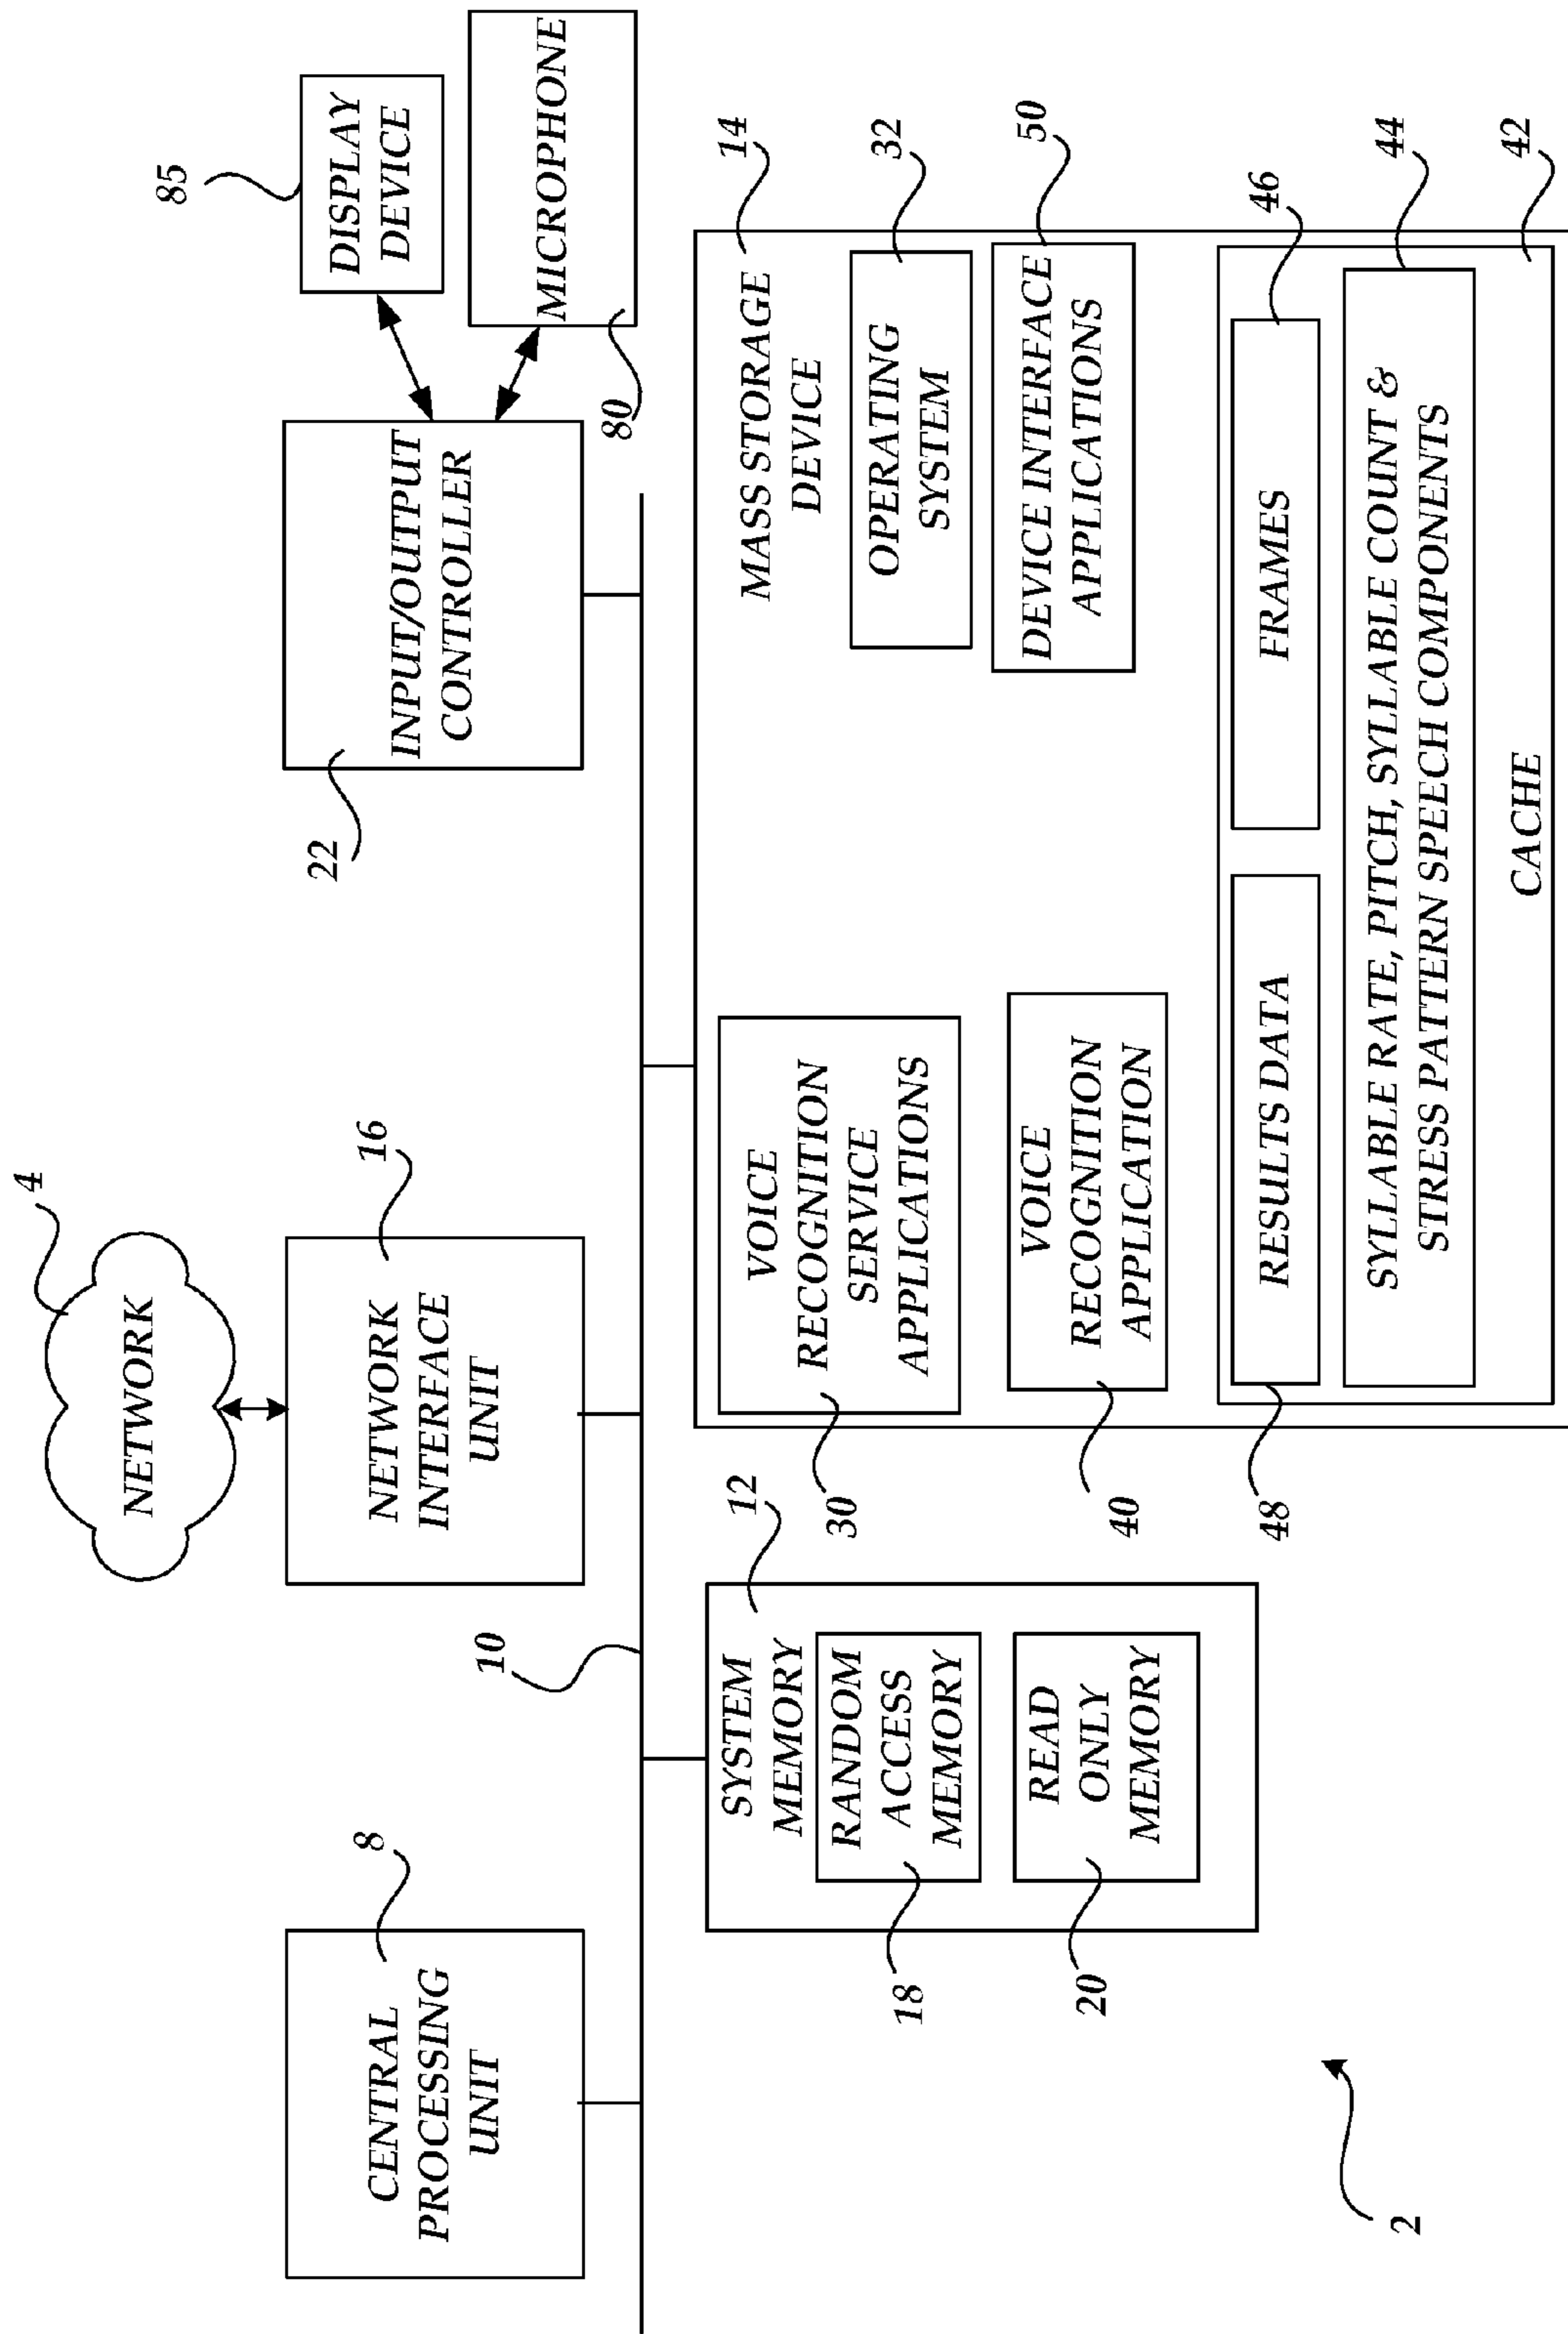 4
NETWORK
85
DISPLAY
DEVICE
8
CENTRAL
PROCESSING
UNIT
16
NETWORK
INTERFACE
UNIT
22
INPUT/OUTPUT
CONTROLLER
MICROPHONE
80
10
12
SYSTEM
MEMORY
RANDOM
ACCESS
MEMORY
18
READ
ONLY
MEMORY
20
14
MASS STORAGE
DEVICE
VOICE
RECOGNITION
SERVICE
APPLICATIONS
30
OPERATING
SYSTEM
32
VOICE
RECOGNITION
APPLICATION
40
DEVICE INTERFACE
APPLICATIONS
50
RESULTS DATA
48
FRAMES
46
SYLLABLE RATE, PITCH, SYLLABLE COUNT &
STRESS PATTERN SPEECH COMPONENTS
44
CACHE
42
2